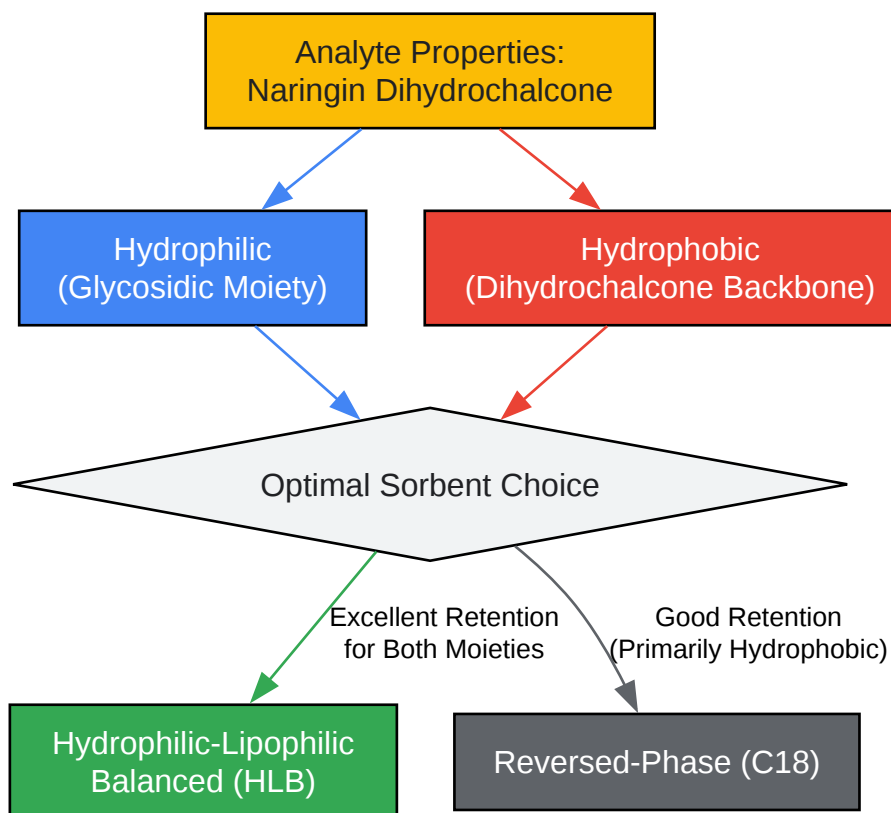 Analyte Properties:
Naringin Dihydrochalcone
Hydrophilic
(Glycosidic Moiety)
Hydrophobic
(Dihydrochalcone Backbone)
Optimal Sorbent Choice
Excellent Retention
for Both Moieties
Good Retention
(Primarily Hydrophobic)
Hydrophilic-Lipophilic
Balanced (HLB)
Reversed-Phase (C18)